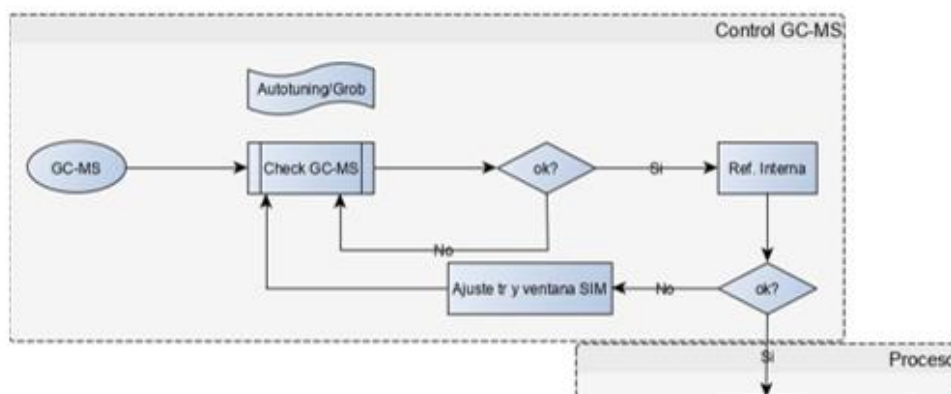 Control GC-MS
Autotuning/Grob
GC-MS
Check GC-MS
ok?
Si
Ref. Interna
No
Ajuste tr y ventana SIM
No
ok?
Si
Proceso